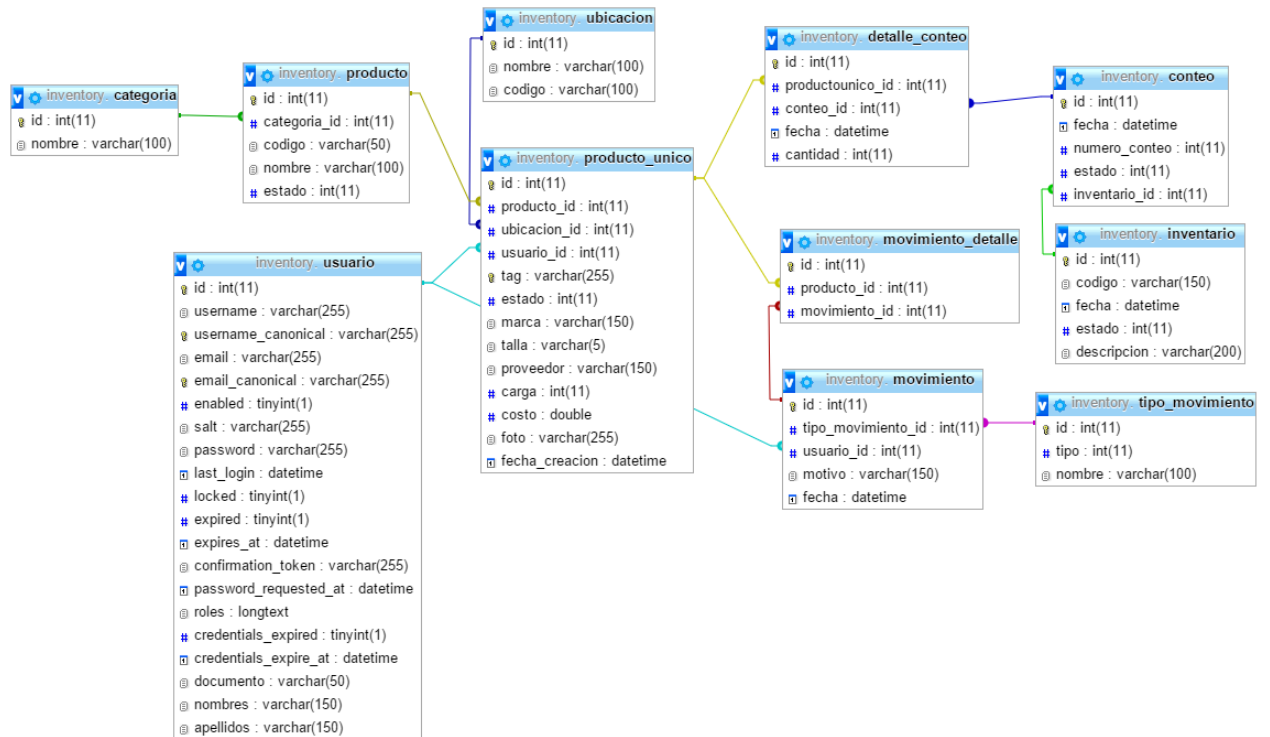 inventory. categoria
id : int(11)
nombre : varchar(100)
inventory. producto
id : int(11)
categoria_id : int(11)
codigo : varchar(50)
nombre : varchar(100)
estado : int(11)
inventory. ubicacion
id : int(11)
nombre : varchar(100)
codigo : varchar(100)
inventory. producto_unico
id : int(11)
producto_id : int(11)
ubicacion_id : int(11)
usuario_id : int(11)
tag : varchar(255)
estado : int(11)
marca : varchar(150)
talla : varchar(5)
proveedor : varchar(150)
carga : int(11)
costo : double
foto : varchar(255)
fecha_creacion : datetime
inventory. usuario
id : int(11)
username : varchar(255)
username_canonical : varchar(255)
email : varchar(255)
email_canonical : varchar(255)
enabled : tinyint(1)
salt : varchar(255)
password : varchar(255)
last_login : datetime
locked : tinyint(1)
expired : tinyint(1)
expires_at : datetime
confirmation_token : varchar(255)
password_requested_at : datetime
roles : longtext
credentials_expired : tinyint(1)
credentials_expire_at : datetime
documento : varchar(50)
nombres : varchar(150)
apellidos : varchar(150)
inventory. detalle_conteo
id : int(11)
productounico_id : int(11)
conteo_id : int(11)
fecha : datetime
cantidad : int(11)
inventory. conteo
id : int(11)
fecha : datetime
numero_conteo : int(11)
estado : int(11)
inventario_id : int(11)
inventory. movimiento_detalle
id : int(11)
producto_id : int(11)
movimiento_id : int(11)
inventory. inventario
id : int(11)
codigo : varchar(150)
fecha : datetime
estado : int(11)
descripcion : varchar(200)
inventory. movimiento
id : int(11)
tipo_movimiento_id : int(11)
usuario_id : int(11)
motivo : varchar(150)
fecha : datetime
inventory. tipo_movimiento
id : int(11)
tipo : int(11)
nombre : varchar(100)